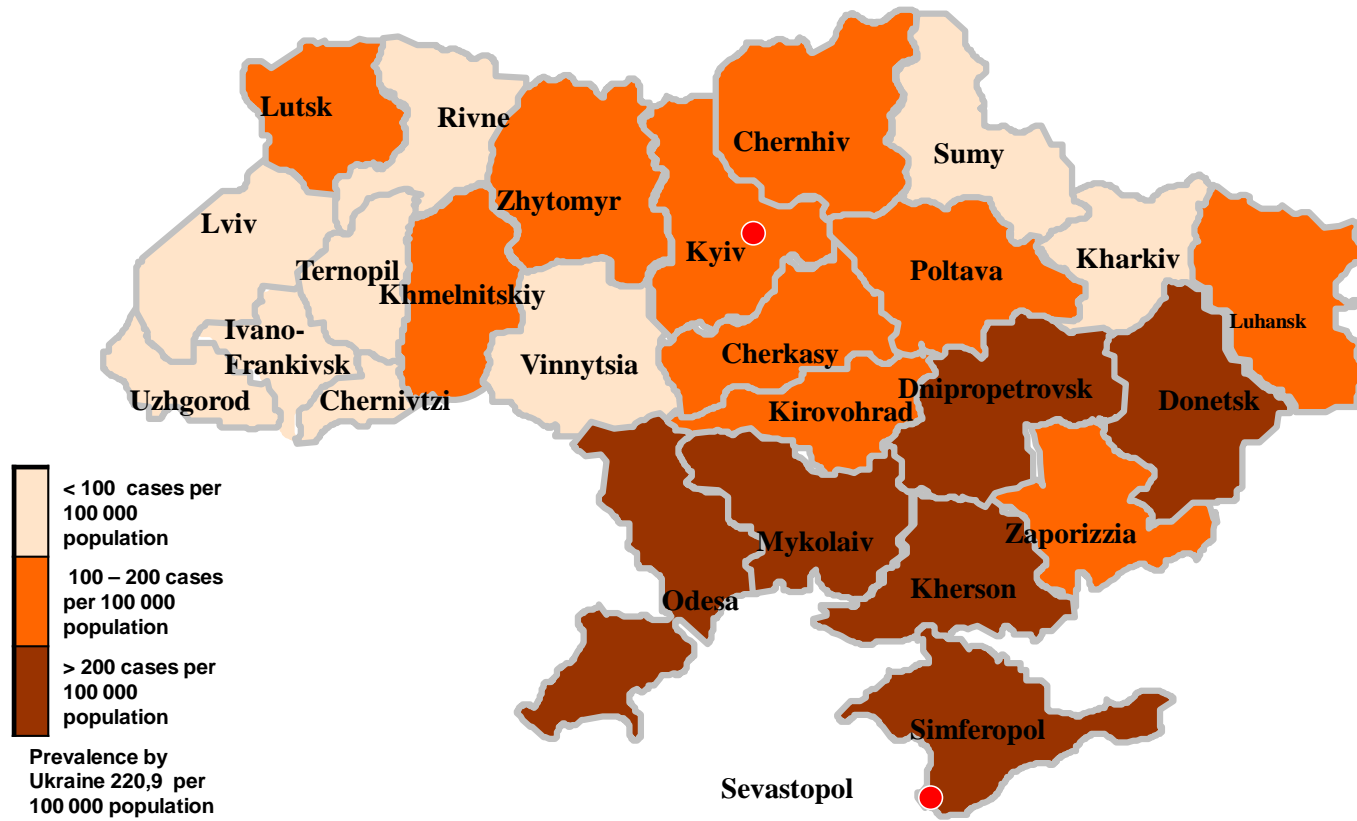 Lutsk
Rivne
Chernhiv
Sumy
Zhytomyr
Lviv
Kyiv
Ternopil
Khmelnitskiy
Poltava
Kharkiv
Luhansk
Ivano-
Frankivsk
Vinnytsia
Cherkasy
Uzhgorod
Chernivtzi
Kirovohrad
Dnipropetrovsk
Donetsk
< 100 cases per
100 000
population
100 – 200 cases
per 100 000
population
> 200 cases per
100 000
population
Mykolaiv
Zaporizzia
Odesa
Kherson
Simferopol
Sevastopol
Prevalence by
Ukraine 220,9 per
100 000 population